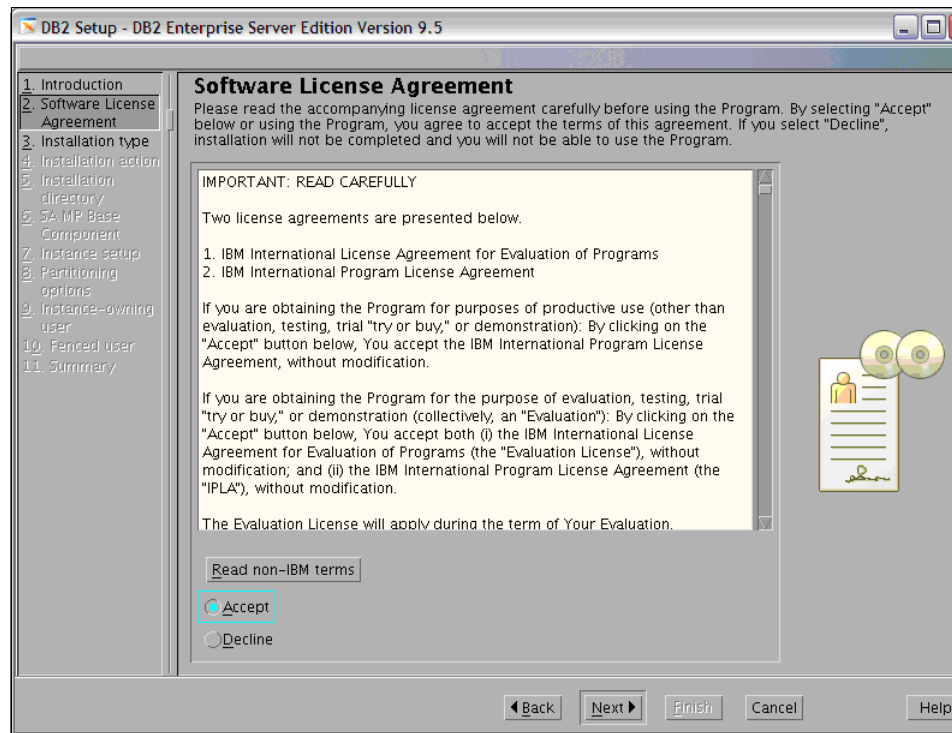 DB2 Setup - DB2 Enterprise Server Edition Version 9.5
1. Introduction
2. Software License
Agreement
3. Installation type
4. Installation action
5. Installation
directory
6. SA MP Base
Component
7. Instance setup
8. Partitioning
options
9. Instance-owning
user
10. Fenced user
11. Summary
Software License Agreement
Please read the accompanying license agreement carefully before using the Program. By selecting "Accept"
below or using the Program, you agree to accept the terms of this agreement. If you select "Decline",
installation will not be completed and you will not be able to use the Program.
IMPORTANT: READ CAREFULLY
Two license agreements are presented below.
1. IBM International License Agreement for Evaluation of Programs
2. IBM International Program License Agreement
If you are obtaining the Program for purposes of productive use (other than
evaluation, testing, trial "try or buy," or demonstration): By clicking on the
"Accept" button below, You accept the IBM International Program License
Agreement, without modification.
If you are obtaining the Program for the purpose of evaluation, testing, trial
"try or buy," or demonstration (collectively, an "Evaluation"): By clicking on the
"Accept" button below, You accept both (i) the IBM International License
Agreement for Evaluation of Programs (the "Evaluation License"), without
modification; and (ii) the IBM International Program License Agreement (the
"IPLA"), without modification.
The Evaluation License will apply during the term of Your Evaluation.
Read non-IBM terms
Accept
Decline
Back Next Finish Cancel Help